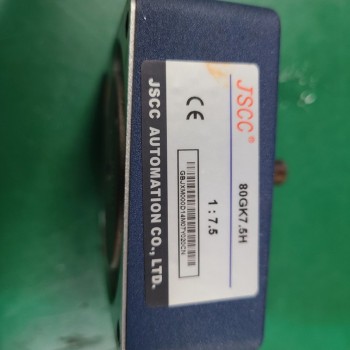 JSCC®
80GK7.5H
CE
1:7.5
JSCC AUTOMATION CO., LTD.